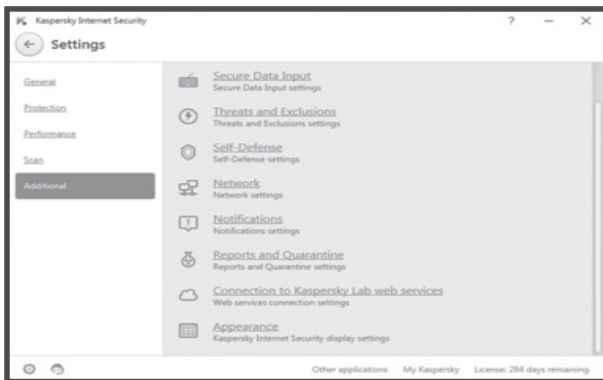 Kaspersky Internet Security
Settings
General
Protection
Performance
Scan
Additional
Secure Data Input
Secure Data Input settings
Threats and Exclusions
Threats and Exclusions settings
Self-Defense
Self-Defense settings
Network
Network settings
Notifications
Notifications settings
Reports and Quarantine
Reports and Quarantine settings
Connection to Kaspersky Lab web services
Web services connection settings
Appearance
Kaspersky Internet Security display settings
Other applications My Kaspersky License: 284 days remaining